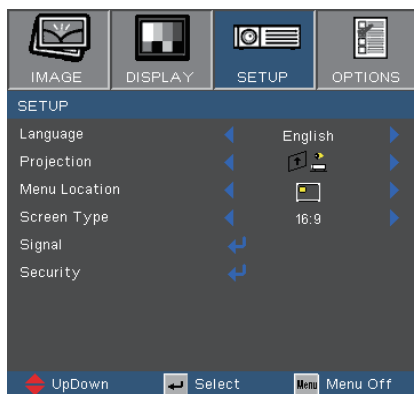 IMAGE DISPLAY SETUP OPTIONS
SETUP
Language English
Projection
Menu Location
Screen Type 16:9
Signal
Security
UpDown Select Menu Menu Off